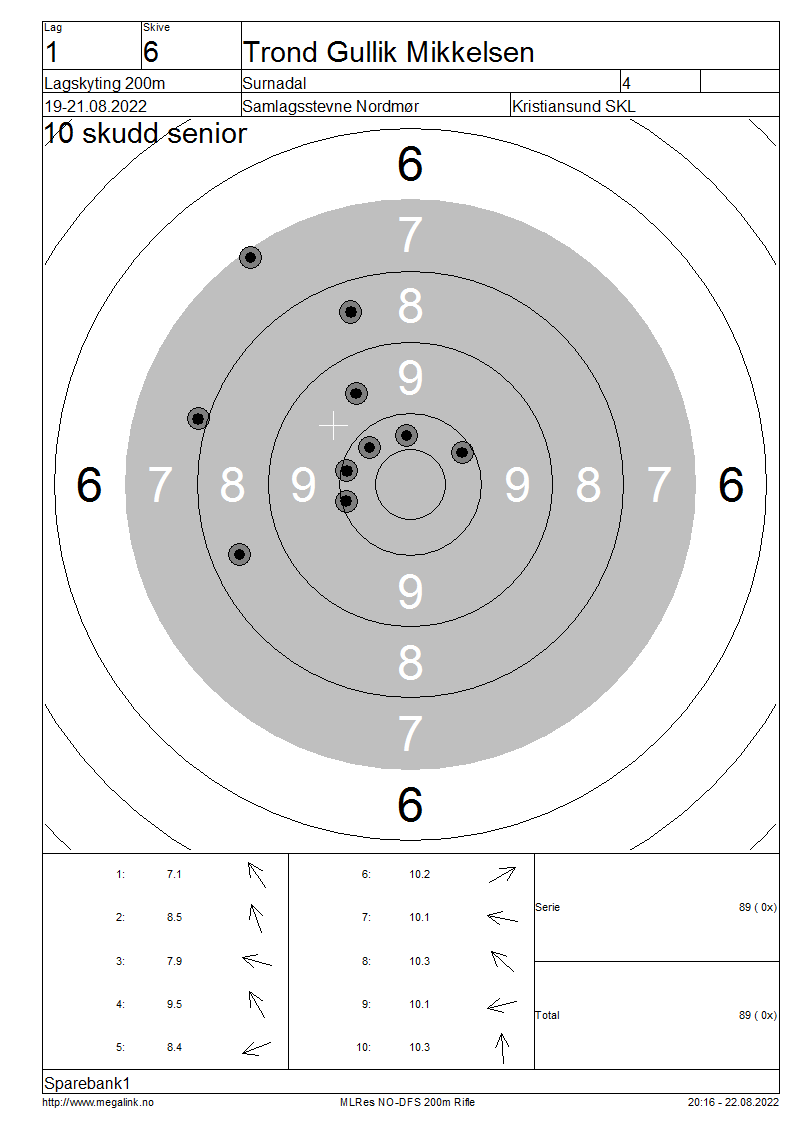 Lag Skive
1 6 Trond Gullik Mikkelsen
Lagskyting 200m Surnadal 4
19-21.08.2022 Samlagsstevne Nordmør Kristiansund SKL
10 skudd senior
6
7
8
9
6 7 8 9 9 8 7 6
9
8
7
6
1: 7.1 6: 10.2
2: 8.5 7: 10.1
Serie 89 ( 0x)
3: 7.9 8: 10.3
4: 9.5 9: 10.1
Total 89 ( 0x)
5: 8.4 10: 10.3
Sparebank1
http://www.megalink.no MLRes NO-DFS 200m Rifle 20:16 - 22.08.2022